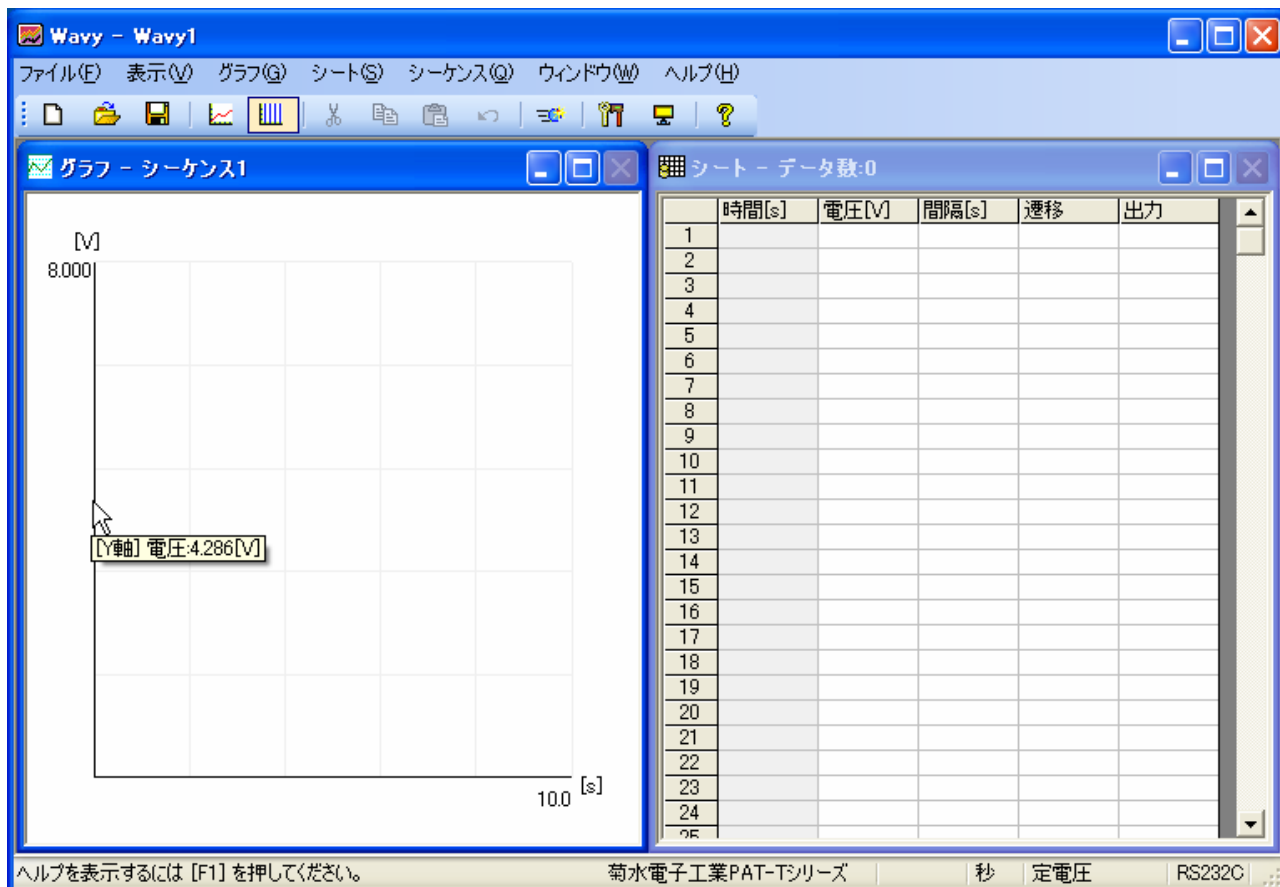 Wavy - Wavy1
ファイル(F) 表示(V) グラフ(G) シート(S) シーケンス(Q) ウィンドウ(W) ヘルプ(H)
グラフ - シーケンス1
[V]
8.000
[Y軸] 電圧:4.286[V]
10.0 [s]
シート - データ数:0
時間[s] 電圧[V] 間隔[s] 遷移 出力
1
2
3
4
5
6
7
8
9
10
11
12
13
14
15
16
17
18
19
20
21
22
23
24
25
ヘルプを表示するには [F1] を押してください。 菊水電子工業PAT-Tシリーズ 秒 定電圧 RS232C